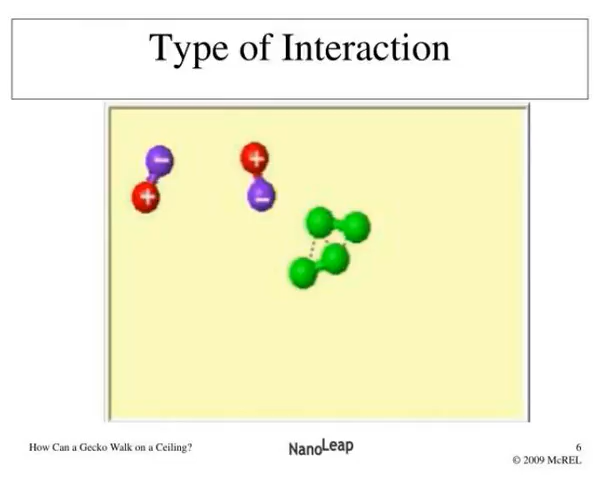 Type of Interaction
−
+
+
−
How Can a Gecko Walk on a Ceiling?
NanoLeap
6
© 2009 McREL